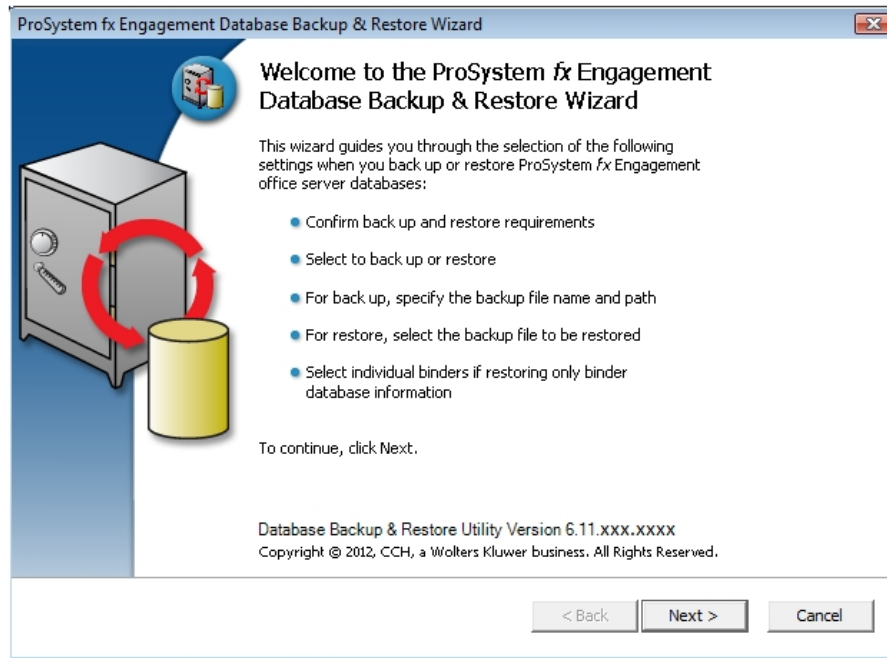 ProSystem fx Engagement Database Backup & Restore Wizard
Welcome to the ProSystem fx Engagement
Database Backup & Restore Wizard
This wizard guides you through the selection of the following
settings when you back up or restore ProSystem fx Engagement
office server databases:
Confirm back up and restore requirements
Select to back up or restore
For back up, specify the backup file name and path
For restore, select the backup file to be restored
Select individual binders if restoring only binder
database information
To continue, click Next.
Database Backup & Restore Utility Version 6.11.xxx.xxxx
Copyright © 2012, CCH, a Wolters Kluwer business. All Rights Reserved.
< Back
Next >
Cancel